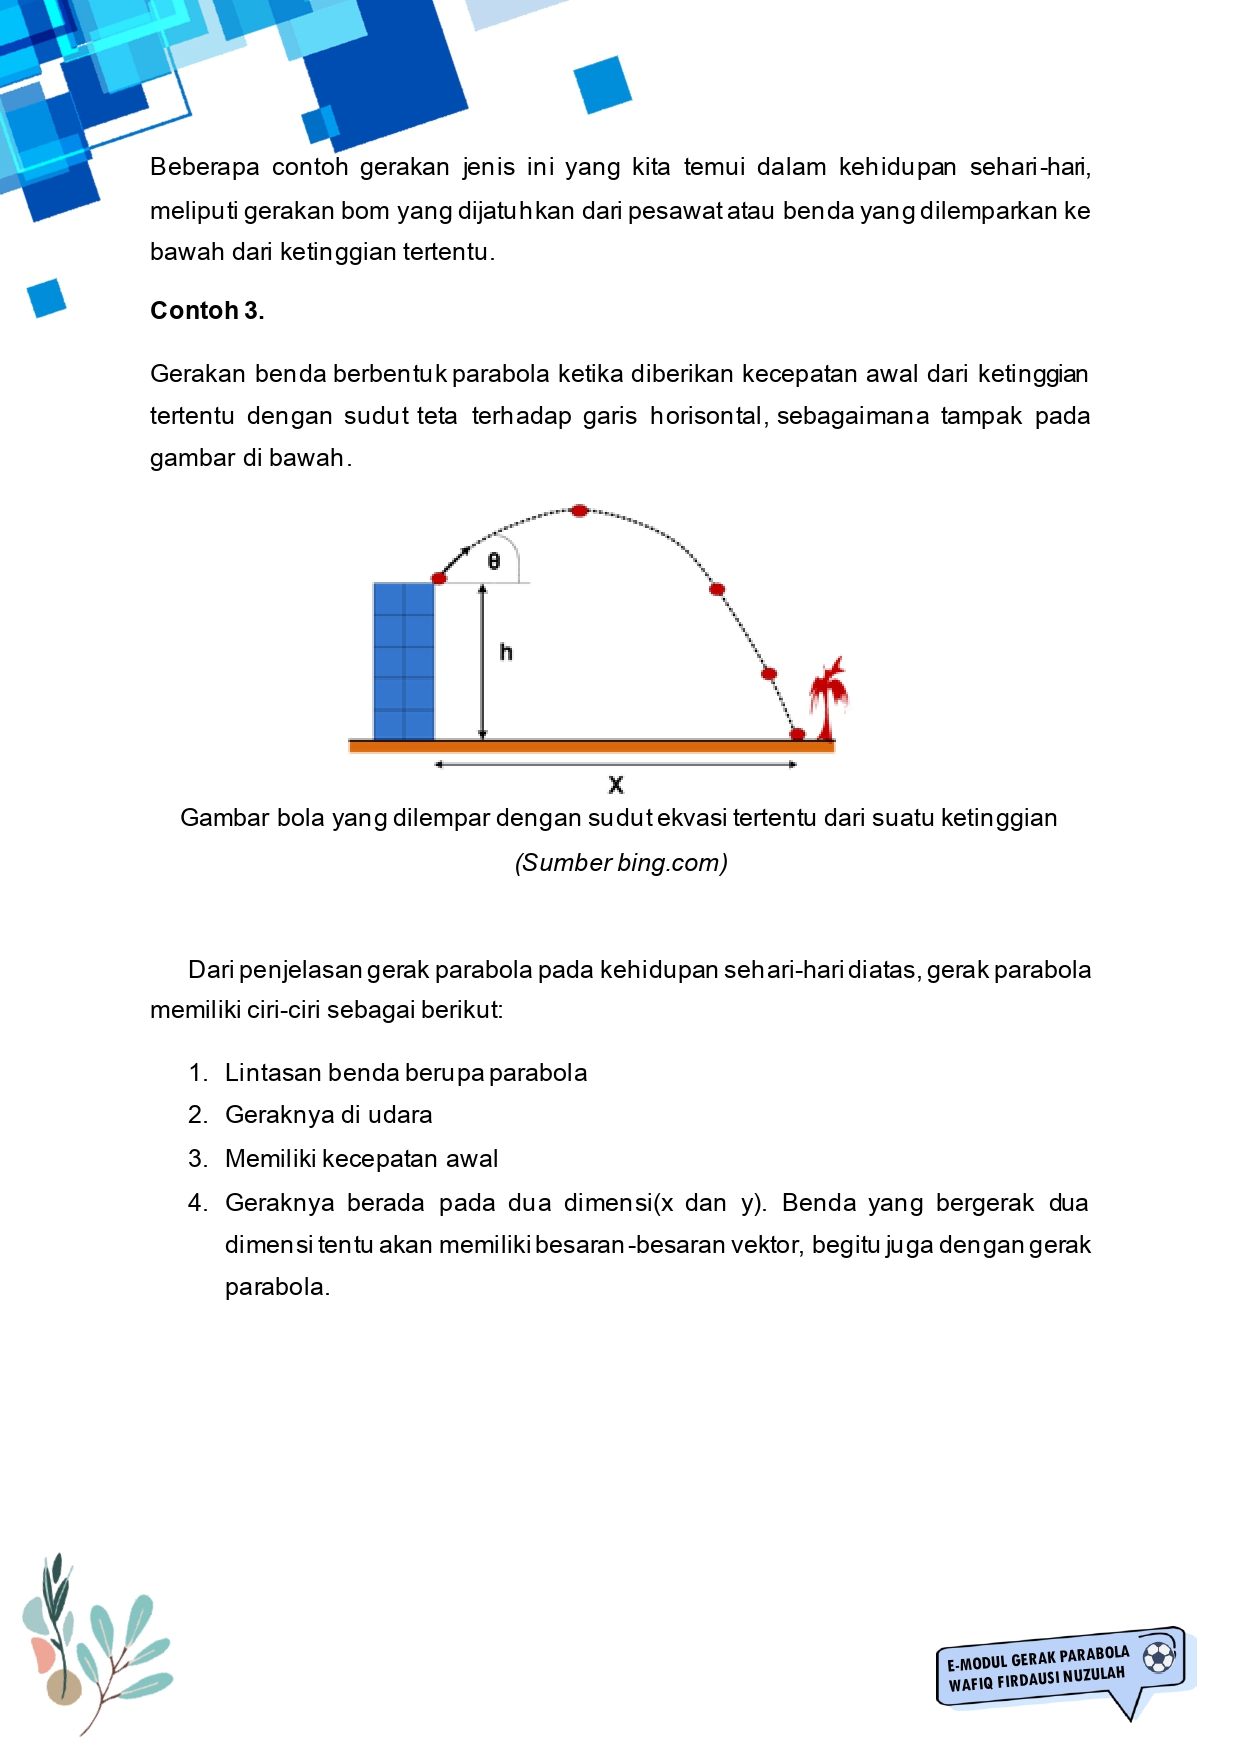 Beberapa contoh gerakan jenis ini yang kita temui dalam kehidupan sehari-hari,
meliputi gerakan bom yang dijatuhkan dari pesawat atau benda yang dilemparkan ke
bawah dari ketinggian tertentu.
Contoh 3.
Gerakan benda berbentuk parabola ketika diberikan kecepatan awal dari ketinggian
tertentu dengan sudut teta terhadap garis horisontal, sebagaimana tampak pada
gambar di bawah.
θ
h
X
Gambar bola yang dilempar dengan sudut ekvasi tertentu dari suatu ketinggian
(Sumber bing.com)
Dari penjelasan gerak parabola pada kehidupan sehari-hari diatas, gerak parabola
memiliki ciri-ciri sebagai berikut:
1. Lintasan benda berupa parabola
2. Geraknya di udara
3. Memiliki kecepatan awal
4. Geraknya berada pada dua dimensi(x dan y). Benda yang bergerak dua
dimensi tentu akan memiliki besaran-besaran vektor, begitu juga dengan gerak
parabola.
E-MODUL GERAK PARABOLA
WAFIQ FIRDAUSI NUZULAH